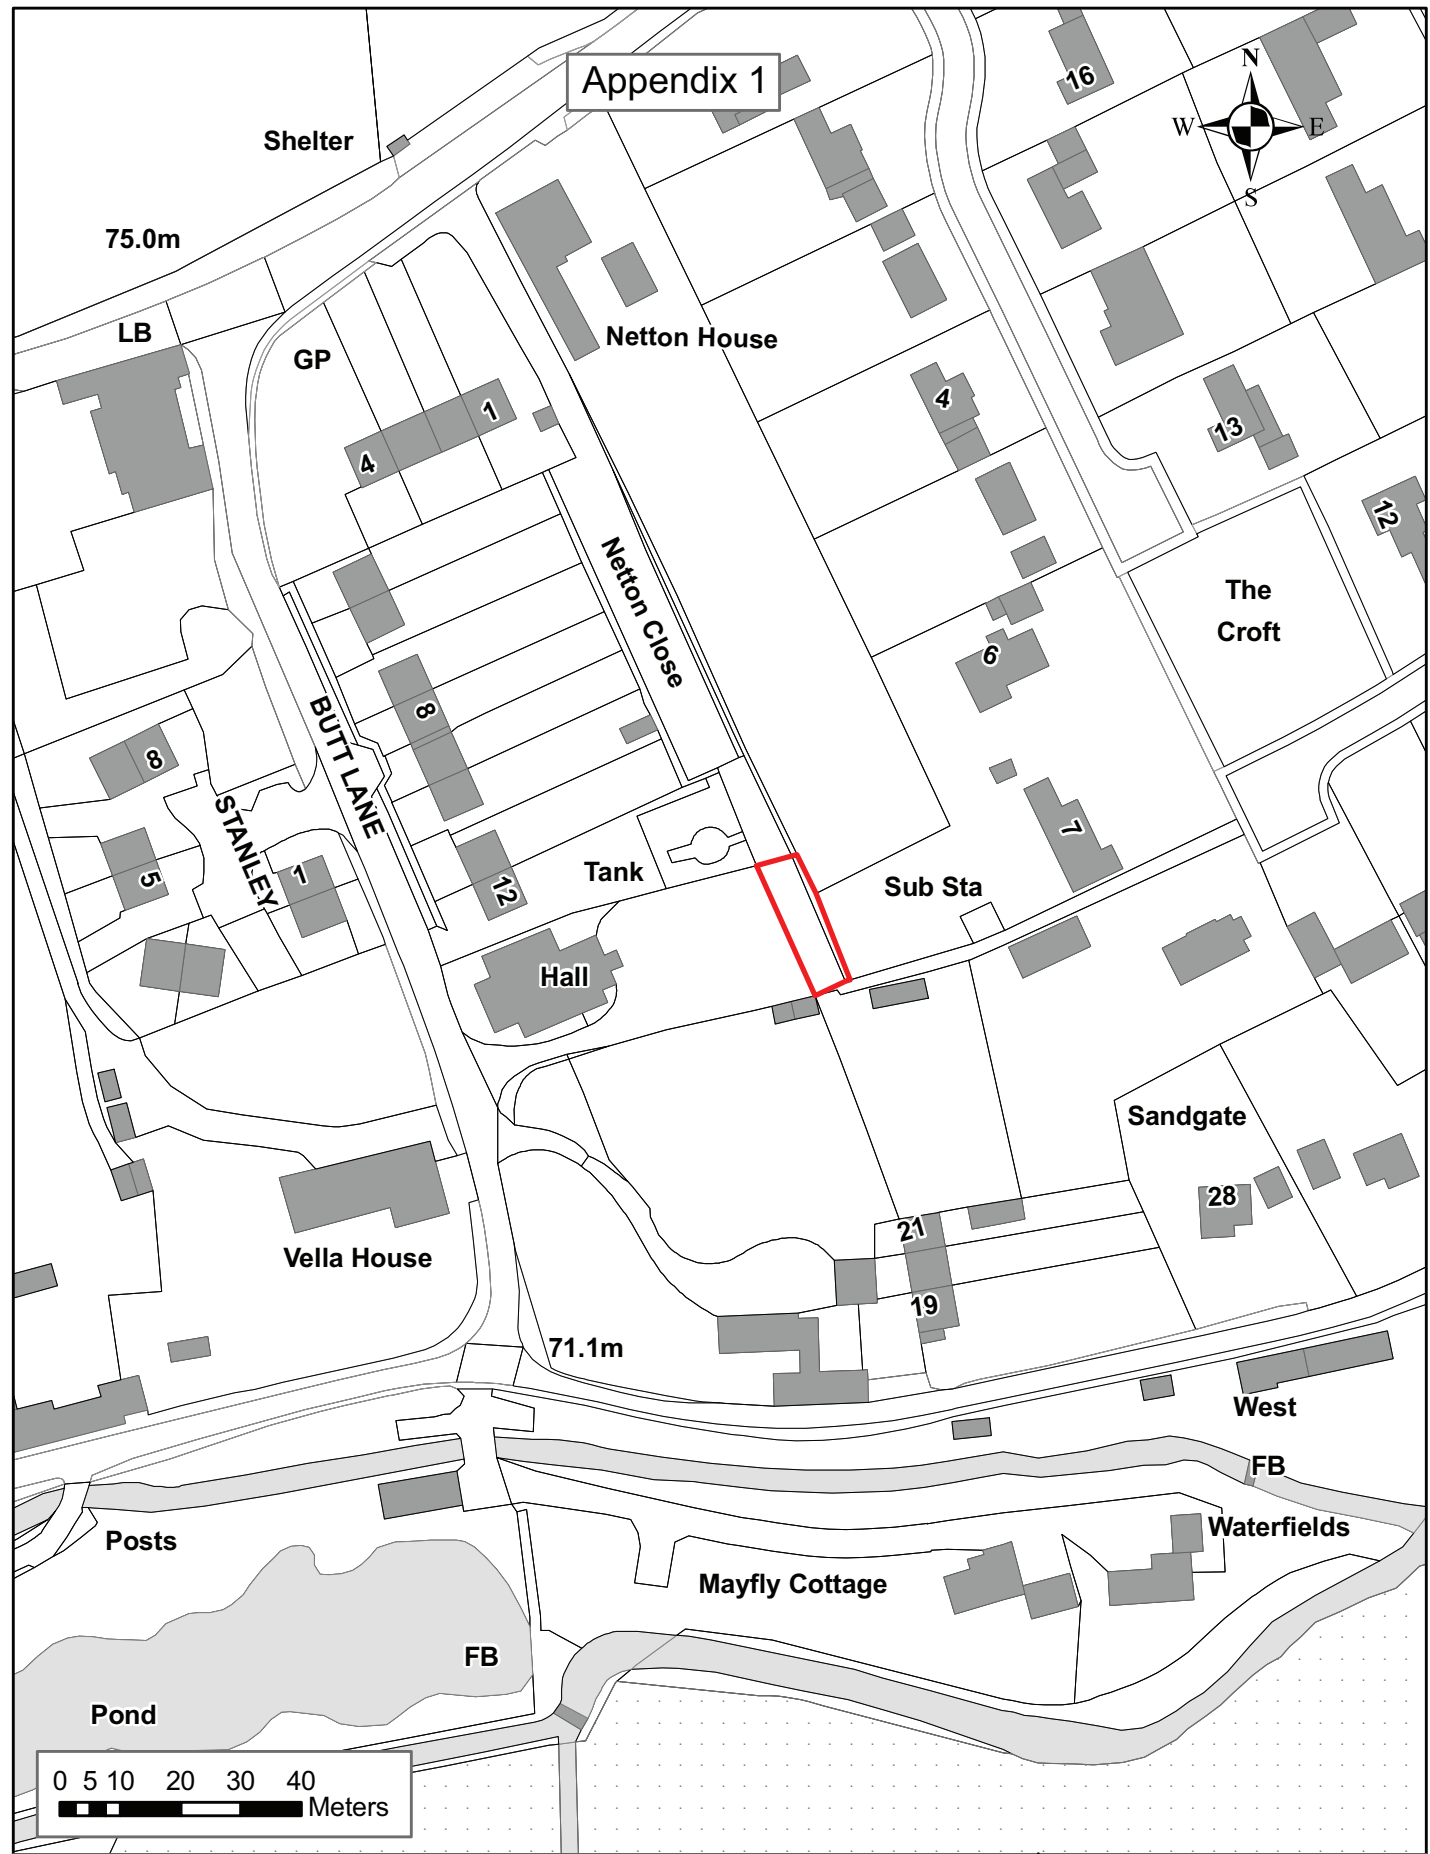 Appendix 1
16
N
W
E
S
Shelter
75.0m
LB
GP
Netton House
1
4
4
13
12
Netton Close
The
Croft
6
8
BUTT LANE
8
STANLEY
5
1
7
Tank
12
Sub Sta
Hall
Sandgate
28
21
19
Vella House
71.1m
West
FB
Posts
Waterfields
Mayfly Cottage
FB
Pond
0 5 10 20 30 40
Meters